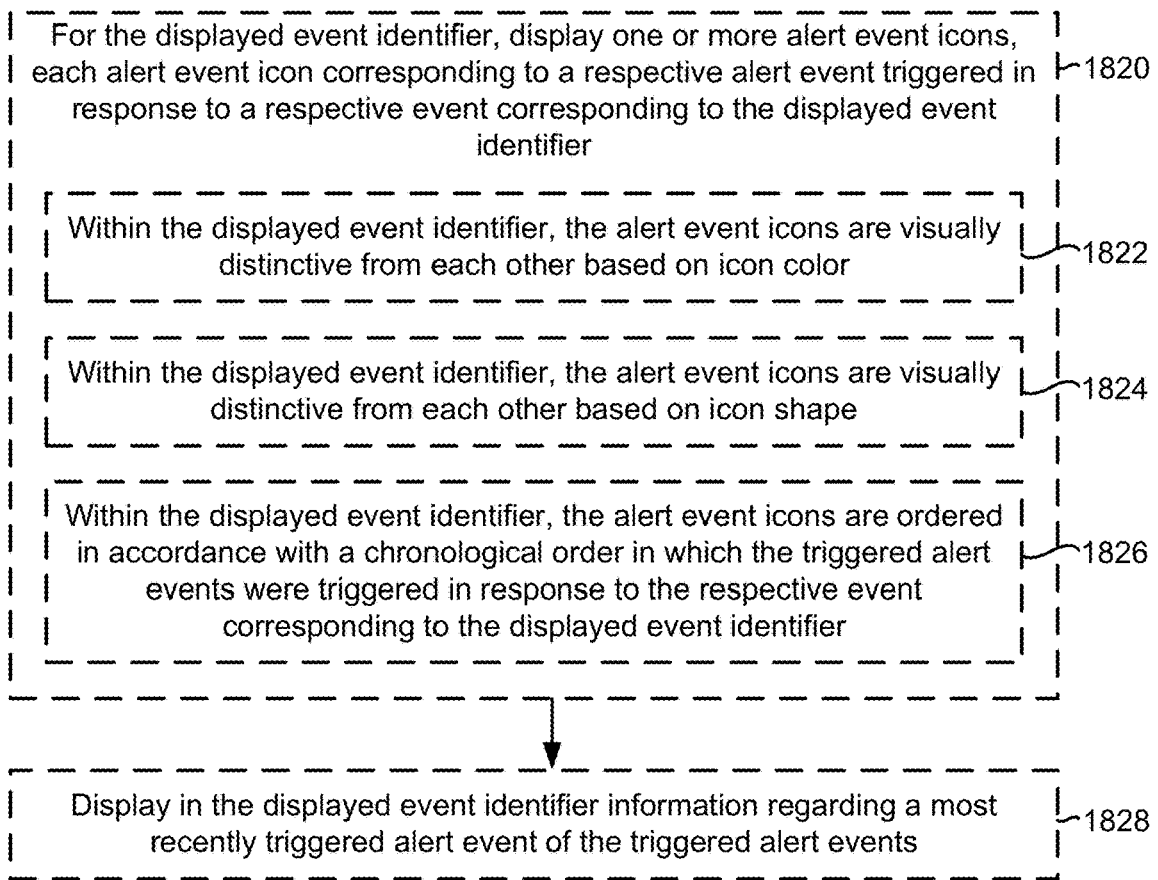 For the displayed event identifier, display one or more alert event icons,
each alert event icon corresponding to a respective alert event triggered in
response to a respective event corresponding to the displayed event
identifier
1820
Within the displayed event identifier, the alert event icons are visually
distinctive from each other based on icon color
1822
Within the displayed event identifier, the alert event icons are visually
distinctive from each other based on icon shape
1824
Within the displayed event identifier, the alert event icons are ordered
in accordance with a chronological order in which the triggered alert
events were triggered in response to the respective event
corresponding to the displayed event identifier
1826
Display in the displayed event identifier information regarding a most
recently triggered alert event of the triggered alert events
1828